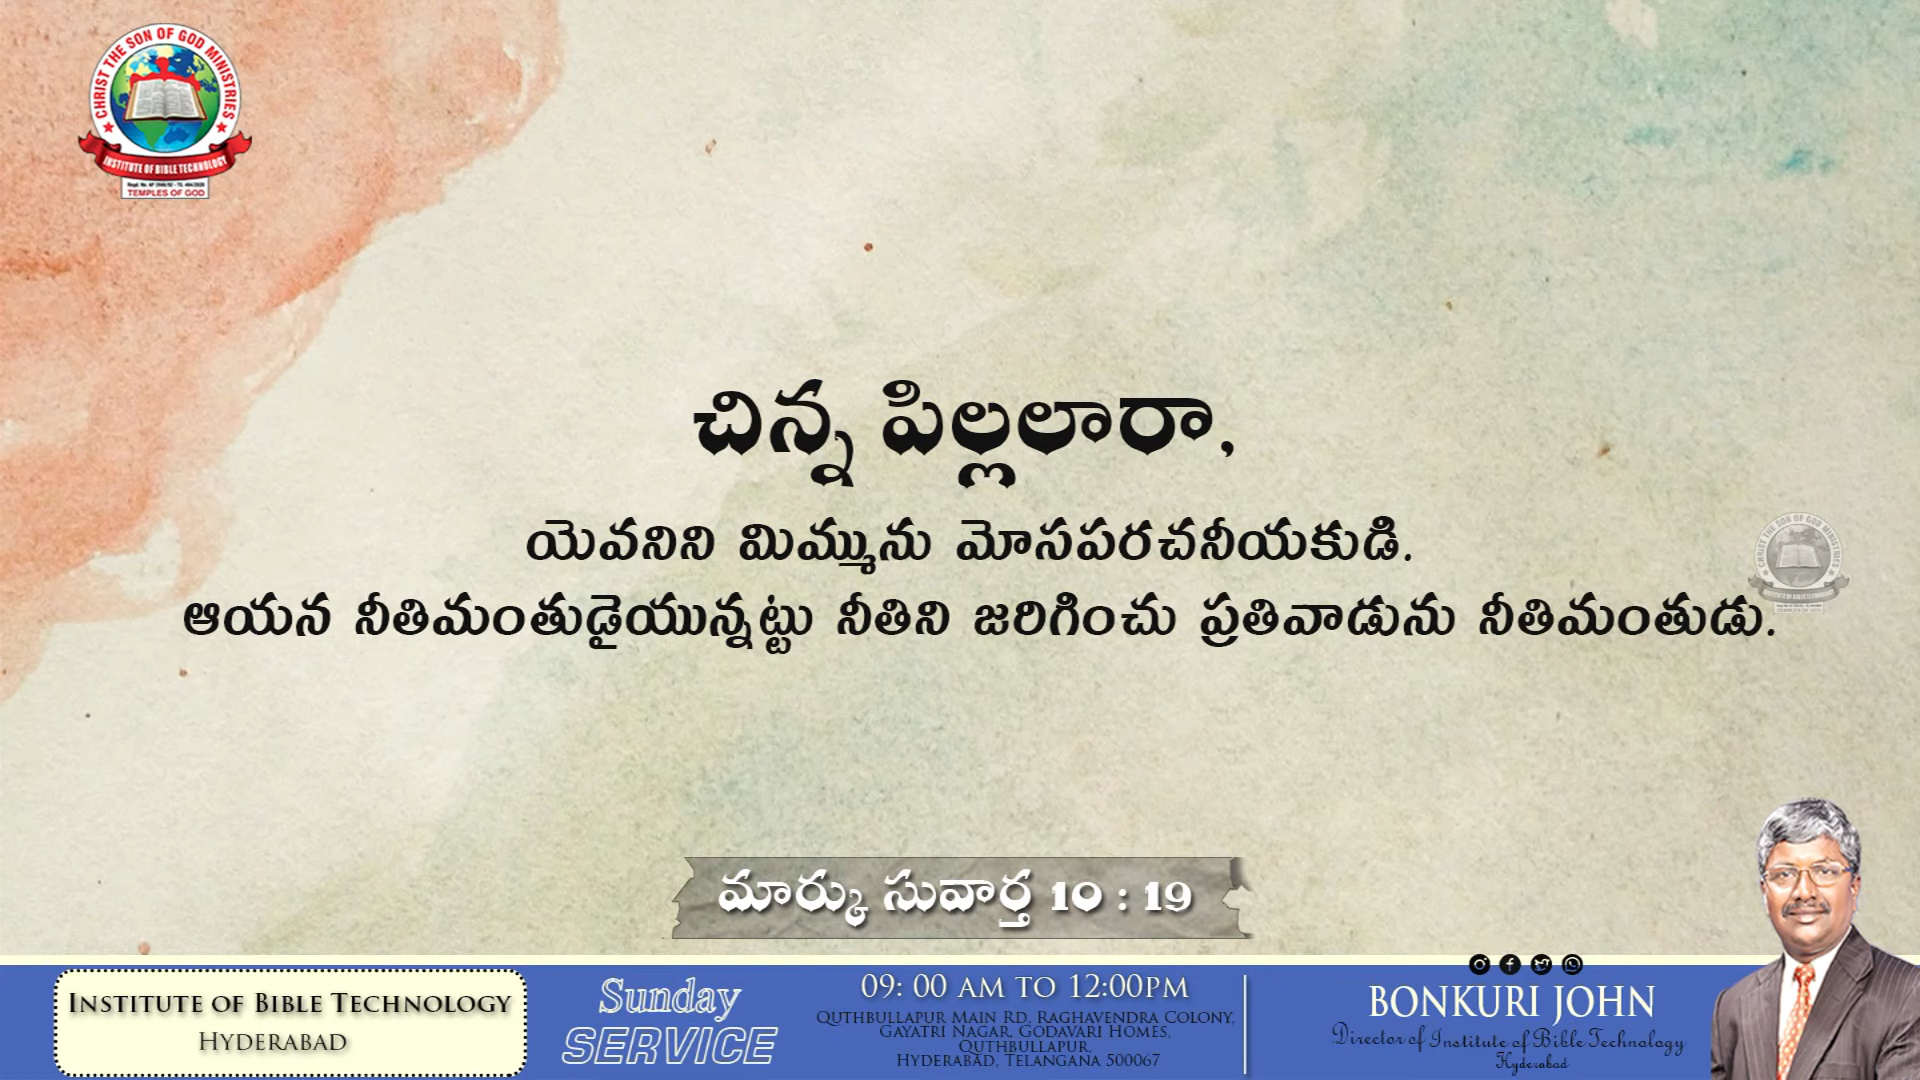 CHRIST THE SON OF GOD MINISTRIES
INSTITUTE OF BIBLE TECHNOLOGY
TEMPLES OF GOD
చిన్న పిల్లలారా,
యెవనిని మిమ్మును మోసపరచనీయకుడి.
ఆయన నీతిమంతుడైయున్నట్టు నీతిని జరిగించు ప్రతివాడును నీతిమంతుడు.
మార్కు సువార్త 10 : 19
INSTITUTE OF BIBLE TECHNOLOGY
HYDERABAD
Sunday
SERVICE
09: 00 AM TO 12:00PM
QUTHBULLAPUR MAIN RD, RAGHAVENDRA COLONY,
GAYATRI NAGAR, GODAVARI HOMES,
QUTHBULLAPUR,
HYDERABAD, TELANGANA 500067
BONKURI JOHN
Director of Institute of Bible Technology
Hyderabad